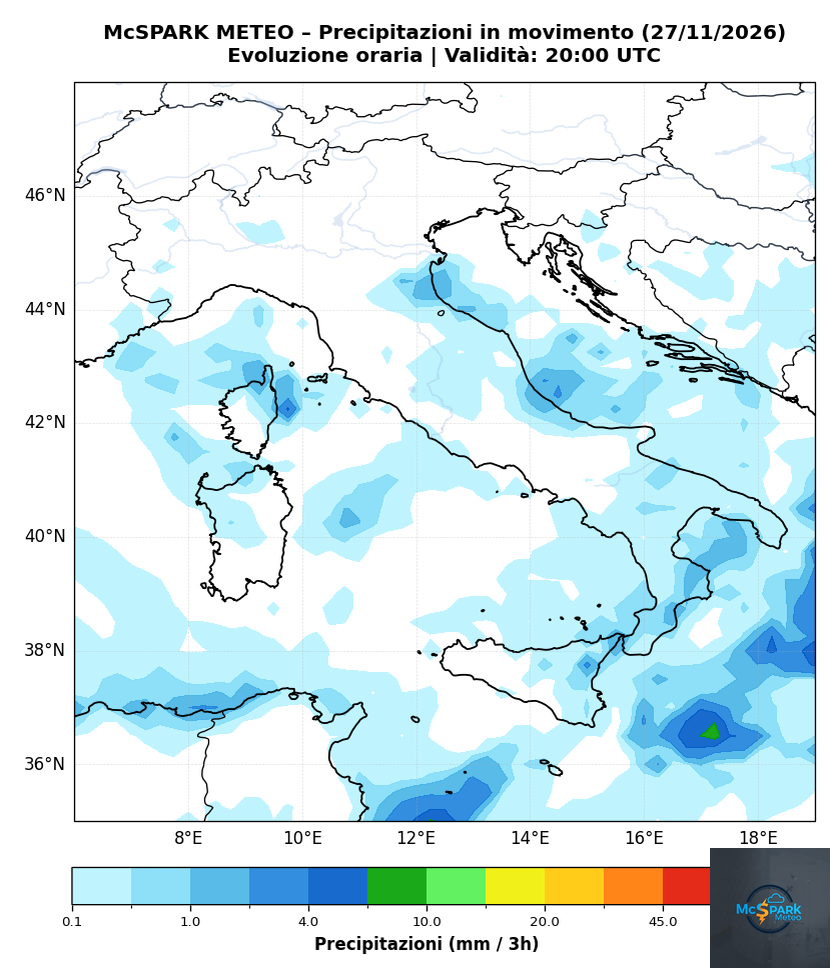 McSPARK METEO – Precipitazioni in movimento (27/11/2026)
Evoluzione oraria | Validità: 20:00 UTC
46°N
44°N
42°N
40°N
38°N
36°N
8°E 10°E 12°E 14°E 16°E 18°E
0.1 1.0 4.0 10.0 20.0 45.0
Precipitazioni (mm / 3h)
McSPARK
Meteo